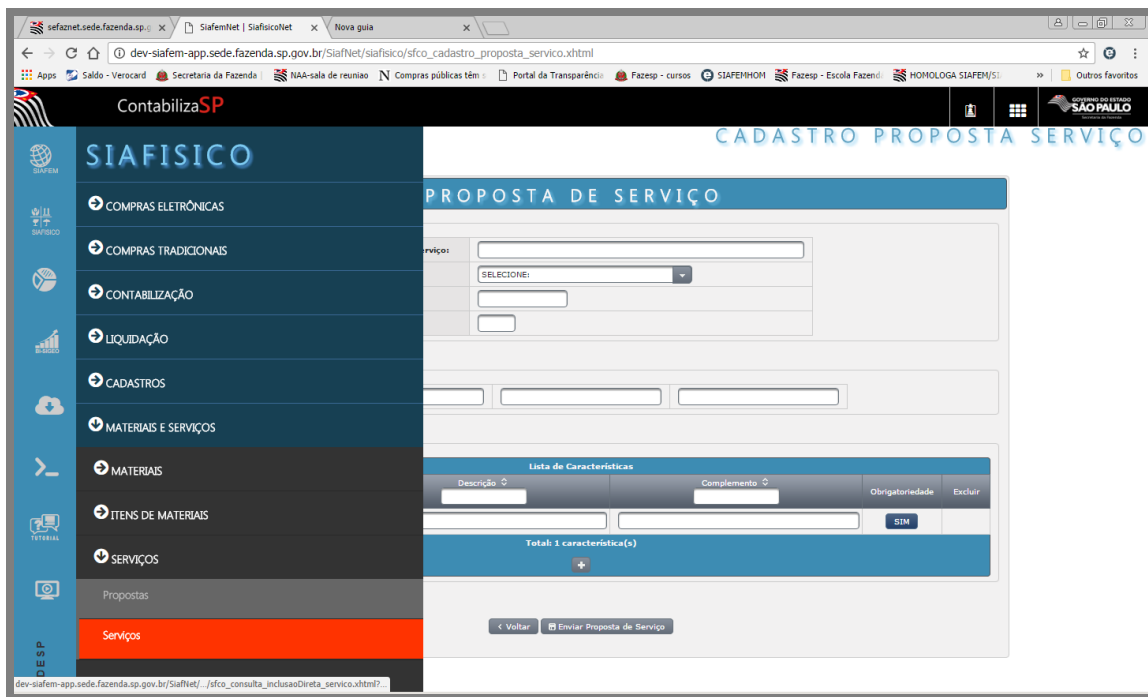 sefaznet.sede.fazenda.sp.g x
SiafemNet | SiafisicoNet x
Nova guia x
dev-siafem-app.sede.fazenda.sp.gov.br/SiafNet/siafisico/sfco_cadastro_proposta_servico.xhtml
Apps Saldo - Verocard Secretaria da Fazenda | NAA-sala de reuniao Compras públicas têm s Portal da Transparência Fazesp - cursos SIAFEMHOM Fazesp - Escola Fazend HOMOLOGA SIAFEM/SI » Outros favoritos
ContabilizaSP
GOVERNO DO ESTADO
SÃO PAULO
Secretaria da Fazenda
CADASTRO PROPOSTA SERVIÇO
SIAFEM
SIAFISICO
PROPOSTA DE SERVIÇO
COMPRAS ELETRÔNICAS
SIAFISICO
COMPRAS TRADICIONAIS
erviço:
SELECIONE:
CONTABILIZAÇÃO
LIQUIDAÇÃO
BI-SIGEO
CADASTROS
MATERIAIS E SERVIÇOS
MATERIAIS
Lista de Características
Descrição Complemento Obrigatoriedade Excluir
ITENS DE MATERIAIS
SIM
TUTORIAL
Total: 1 característica(s)
SERVIÇOS
+
Propostas
Serviços
< Voltar Enviar Proposta de Serviço
DESP
dev-siafem-app.sede.fazenda.sp.gov.br/SiafNet/.../sfco_consulta_inclusaoDireta_servico.xhtml?...